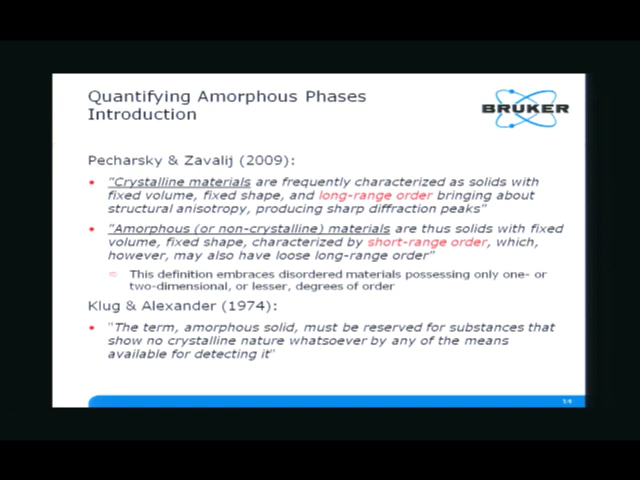 Quantifying Amorphous Phases
Introduction
BRUKER
Pecharsky & Zavalij (2009):
• "Crystalline materials are frequently characterized as solids with
fixed volume, fixed shape, and long-range order bringing about
structural anisotropy, producing sharp diffraction peaks"
• "Amorphous (or non-crystalline) materials are thus solids with fixed
volume, fixed shape, characterized by short-range order, which,
however, may also have loose long-range order"
This definition embraces disordered materials possessing only one- or
two-dimensional, or lesser, degrees of order
Klug & Alexander (1974):
• "The term, amorphous solid, must be reserved for substances that
show no crystalline nature whatsoever by any of the means
available for detecting it"